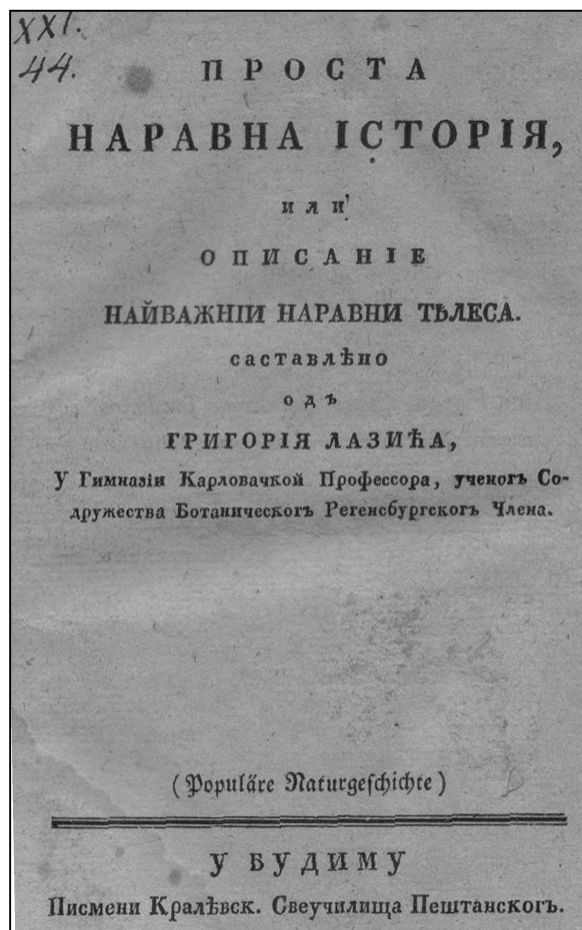 XXI.
44.
ПРОСТА
НАРАВНА ІСТОРІЯ,
или
ОПИСАНІЕ
НАЙВАЖНІИ НАРАВНИ ТѢЛЕСА.
саставлѣно
одъ
ГРИГОРІЯ ЛАЗИЋА,
У Гимназіи Карловачкой Профессора, ученогъ Со-
дружества Ботаническогъ Регенсбургскогъ Члена.
(Populäre Naturgeschichte)
У БУДИМУ
Писмени Кралѣвск. Свеучилища Пештанскогъ.